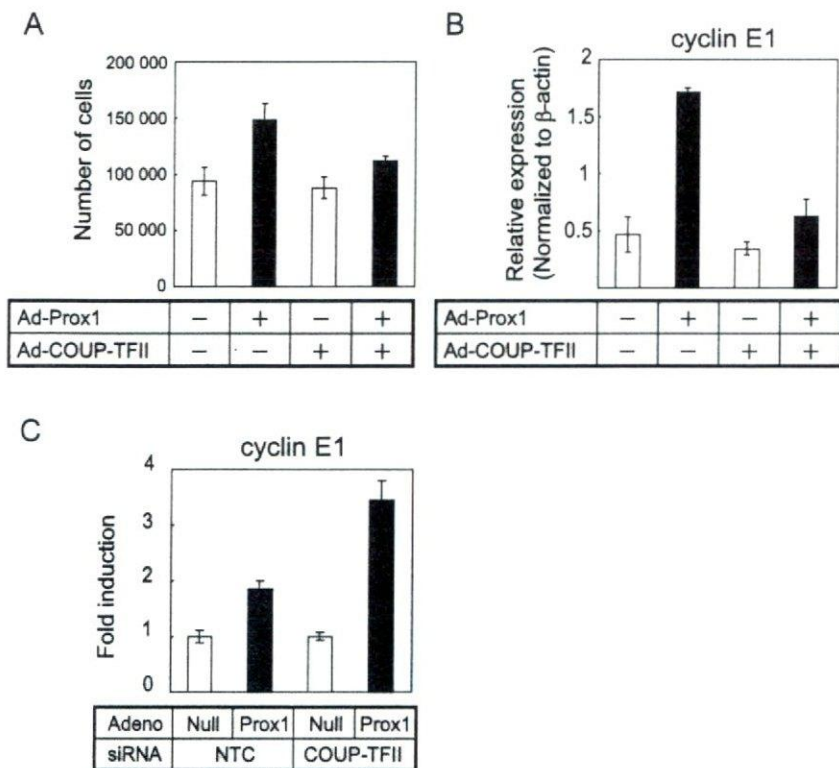 A
Number of cells
200 000
150 000
100 000
50 000
0
Ad-Prox1 − + − +
Ad-COUP-TFII − − + +
B
cyclin E1
Relative expression
(Normalized to β-actin)
2
1.5
1
0.5
Ad-Prox1 − + − +
Ad-COUP-TFII − − + +
C
cyclin E1
Fold induction
4
3
2
1
0
Adeno Null Prox1 Null Prox1
siRNA NTC COUP-TFII